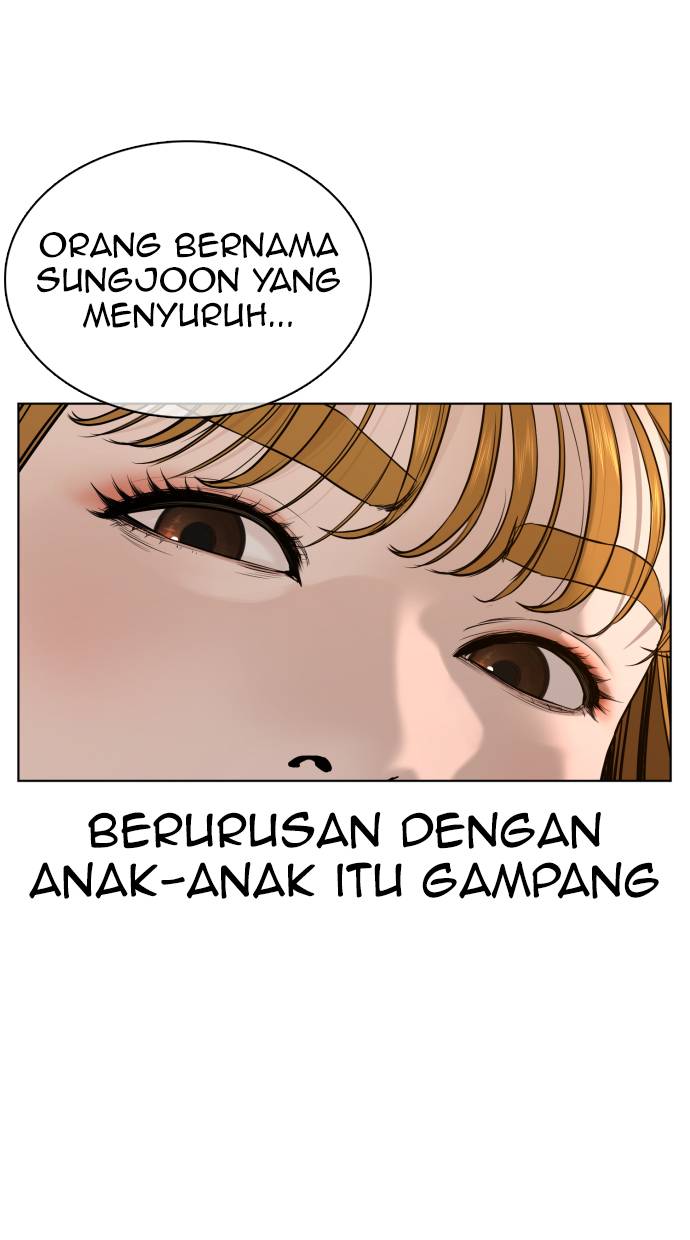 ORANG BERNAMA
SUNGJOON YANG
MENYURUH...
BERURUSAN DENGAN
ANAK-ANAK ITU GAMPANG